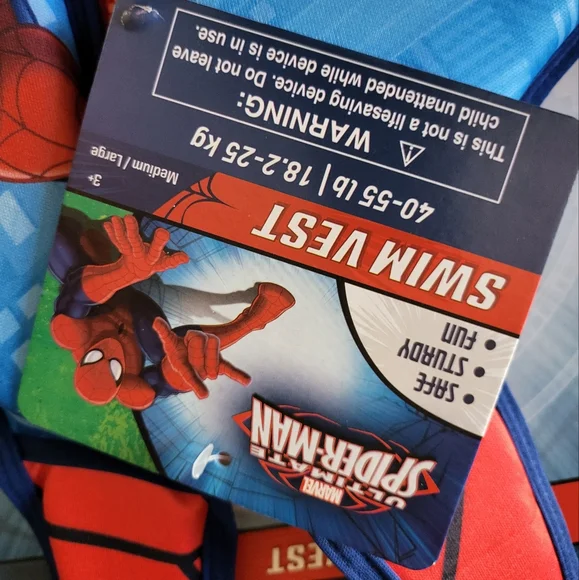 MARVEL
ULTIMATE
SPIDER-MAN
• SAFE
• STURDY
• FUN
SWIM VEST
40-55 lb | 18.2-25 kg
Medium / Large
3+
WARNING:
This is not a lifesaving device. Do not leave
child unattended while device is in use.
VEST